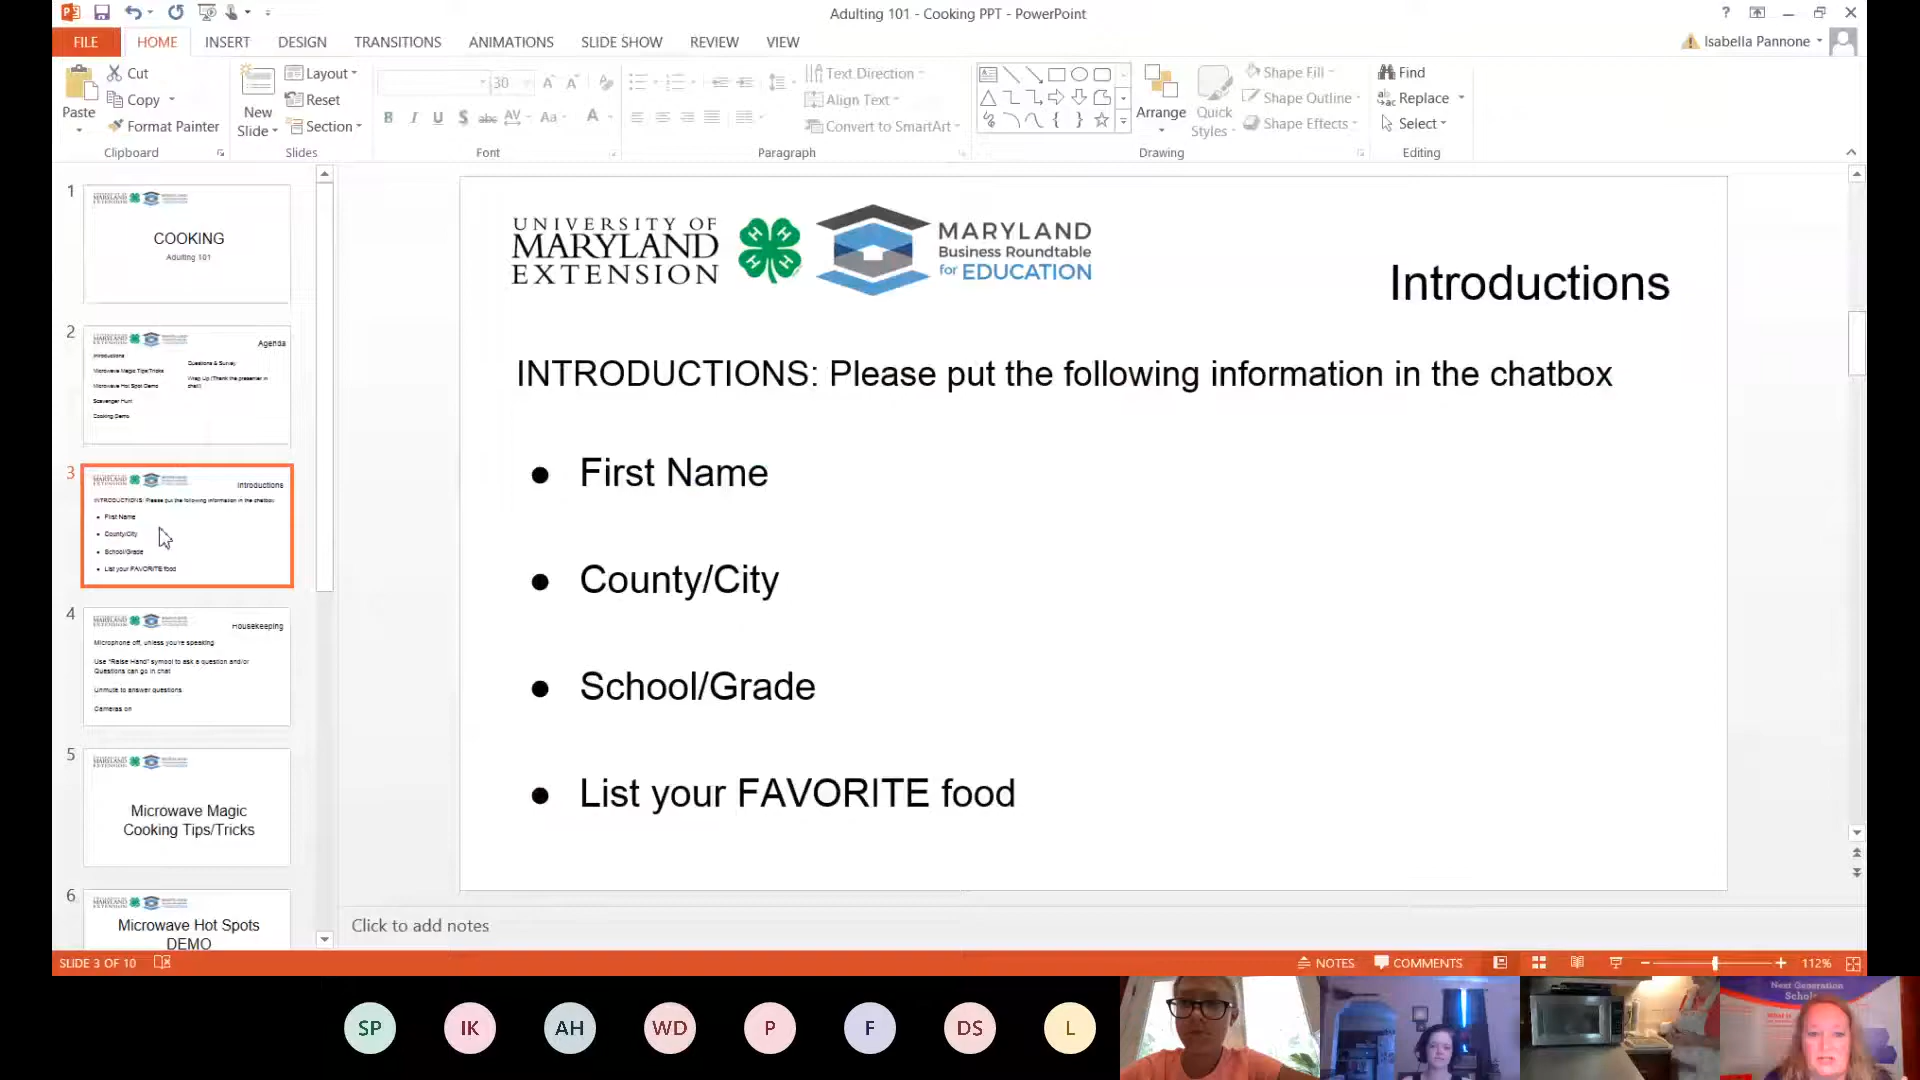 Adulting 101 - Cooking PPT - PowerPoint
FILE HOME INSERT DESIGN TRANSITIONS ANIMATIONS SLIDE SHOW REVIEW VIEW
Isabella Pannone
Paste
Cut
Copy
Format Painter
Clipboard
New
Slide
Layout
Reset
Section
Slides
30
Font
Text Direction
Align Text
Convert to SmartArt
Paragraph
Arrange
Quick
Styles
Shape Fill
Shape Outline
Shape Effects
Drawing
Find
Replace
Select
Editing
1
COOKING
Adulting 101
2
Agenda
Introductions
Microwave Magic Tips/Tricks
Microwave Hot Spot Demo
Scavenger Hunt
Cooking Demo
Questions & Survey
Wrap Up (Thank the presenter in
chat!)
3
Introductions
INTRODUCTIONS: Please put the following information in the chatbox
• First Name
• County/City
• School/Grade
• List your FAVORITE food
4
Housekeeping
Microphone off, unless you're speaking
Use "Raise Hand" symbol to ask a question and/or
Questions can go in chat
Unmute to answer questions
Cameras on
5
Microwave Magic
Cooking Tips/Tricks
6
Microwave Hot Spots
DEMO
UNIVERSITY OF
MARYLAND
EXTENSION
H H H H
MARYLAND
Business Roundtable
for EDUCATION
Introductions
INTRODUCTIONS: Please put the following information in the chatbox
● First Name
● County/City
● School/Grade
● List your FAVORITE food
Click to add notes
SLIDE 3 OF 10
NOTES COMMENTS 112%
SP IK AH WD P F DS L
Next Generation